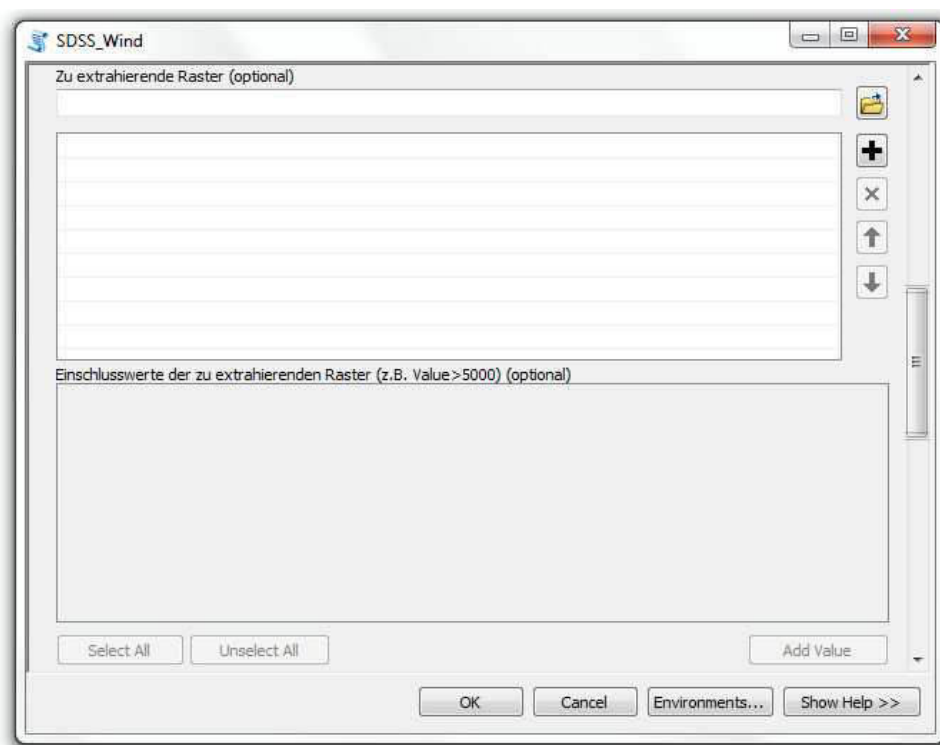 SDSS_Wind
Zu extrahierende Raster (optional)
Einschlusswerte der zu extrahierenden Raster (z.B. Value>5000) (optional)
Select All Unselect All Add Value
OK Cancel Environments... Show Help >>